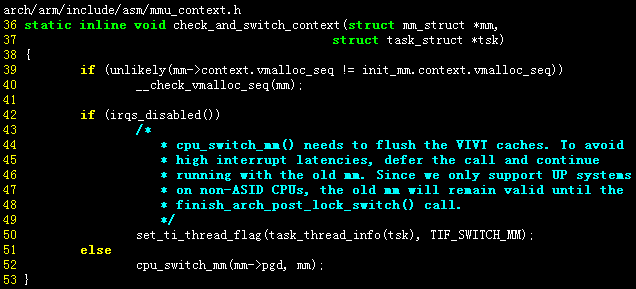 arch/arm/include/asm/mmu_context.h
36 static inline void check_and_switch_context(struct mm_struct *mm,
37                                             struct task_struct *tsk)
38 {
39         if (unlikely(mm->context.vmalloc_seq != init_mm.context.vmalloc_seq))
40                 __check_vmalloc_seq(mm);
41
42         if (irqs_disabled())
43                 /*
44                  * cpu_switch_mm() needs to flush the VIVT caches. To avoid
45                  * high interrupt latencies, defer the call and continue
46                  * running with the old mm. Since we only support UP systems
47                  * on non-ASID CPUs, the old mm will remain valid until the
48                  * finish_arch_post_lock_switch() call.
49                  */
50                 set_ti_thread_flag(task_thread_info(tsk), TIF_SWITCH_MM);
51         else
52                 cpu_switch_mm(mm->pgd, mm);
53 }